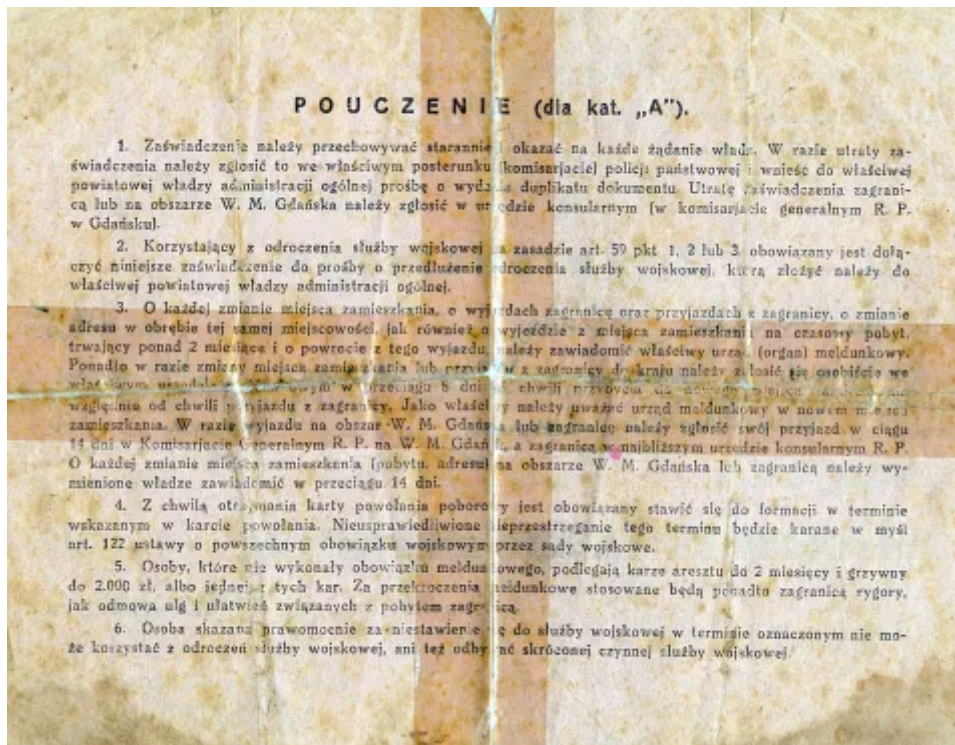 POUCZENIE (dla kat. „A").
1. Zaświadczenie należy przechowywać starannie i okazać na każde żądanie władz. W razie utraty za-
świadczenia należy zgłosić to we właściwym posterunku (komisarjacie) policji państwowej i wnieść do właściwej
powiatowej władzy administracji ogólnej prośbę o wydanie duplikatu dokumentu. Utratę zaświadczenia zagrani-
cą lub na obszarze W. M. Gdańska należy zgłosić w urzędzie konsularnym (w komisarjacie generalnym R. P.
w Gdańsku).
2. Korzystający z odroczenia służby wojskowej na zasadzie art. 59 pkt. 1, 2 lub 3, obowiązany jest dołą-
czyć niniejsze zaświadczenie do prośby o przedłużenie odroczenia służby wojskowej, którą złożyć należy do
właściwej powiatowej władzy administracji ogólnej.
3. O każdej zmianie miejsca zamieszkania, o wyjazdach zagranicę oraz przyjazdach z zagranicy, o zmianie
adresu w obrębie tej samej miejscowości, jak również o wyjeździe z miejsca zamieszkania na czasowy pobyt,
trwający ponad 2 miesiące i o powrocie z tego wyjazdu, należy zawiadomić właściwy urząd (organ) meldunkowy.
Ponadto w razie zmiany miejsca zamieszkania lub przyjazdu z zagranicy do kraju należy zgłosić się osobiście we
właściwym w przeciągu 8 dni od chwili przybycia do
względnie od chwili przyjazdu z zagranicy. Jako właściwy należy uważać urząd meldunkowy w nowem miejscu
zamieszkania. W razie wyjazdu na obszar W. M. Gdańska lub zagranicę należy zgłosić swój przyjazd w ciągu
14 dni w Komisarjacie Generalnym R. P. na W. M. Gdańsk, a zagranicą w najbliższym urzędzie konsularnym R. P.
O każdej zmianie miejsca zamieszkania (pobytu, adresu) na obszarze W. M. Gdańska lub zagranicą należy wy-
mienione władze zawiadomić w przeciągu 14 dni.
4. Z chwilą otrzymania karty powołania poborowy jest obowiązany stawić się do formacji w terminie
wskazanym w karcie powołania. Nieusprawiedliwione nieprzestrzeganie tego terminu będzie karane w myśl
art. 122 ustawy o powszechnym obowiązku wojskowym przez sądy wojskowe.
5. Osoby, które nie wykonały obowiązku meldunkowego, podlegają karze aresztu do 2 miesięcy i grzywny
do 2.000 zł, albo jednej z tych kar. Za przekroczenia meldunkowe stosowane będą ponadto zagranicą rygory,
jak odmowa ulg i ułatwień związanych z pobytem zagranicą.
6. Osoba skazana prawomocnie za niestawienie się do służby wojskowej w terminie oznaczonym nie mo-
że korzystać z odroczeń służby wojskowej, ani też odbywać skróconej czynnej służby wojskowej.